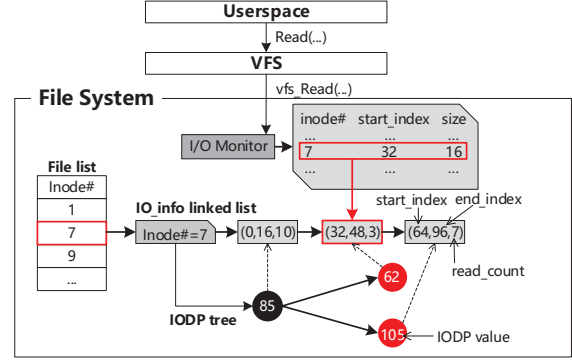 Userspace
Read(...)
VFS
vfs_Read(...)
File System
inode# start_index size
... ... ...
7 32 16
... ... ...
I/O Monitor
File list
Inode#
1
7
9
...
IO_info linked list
Inode#=7
(0,16,10)
(32,48,3)
(64,96,7)
start_index
end_index
read_count
62
85
105
IODP tree
IODP value